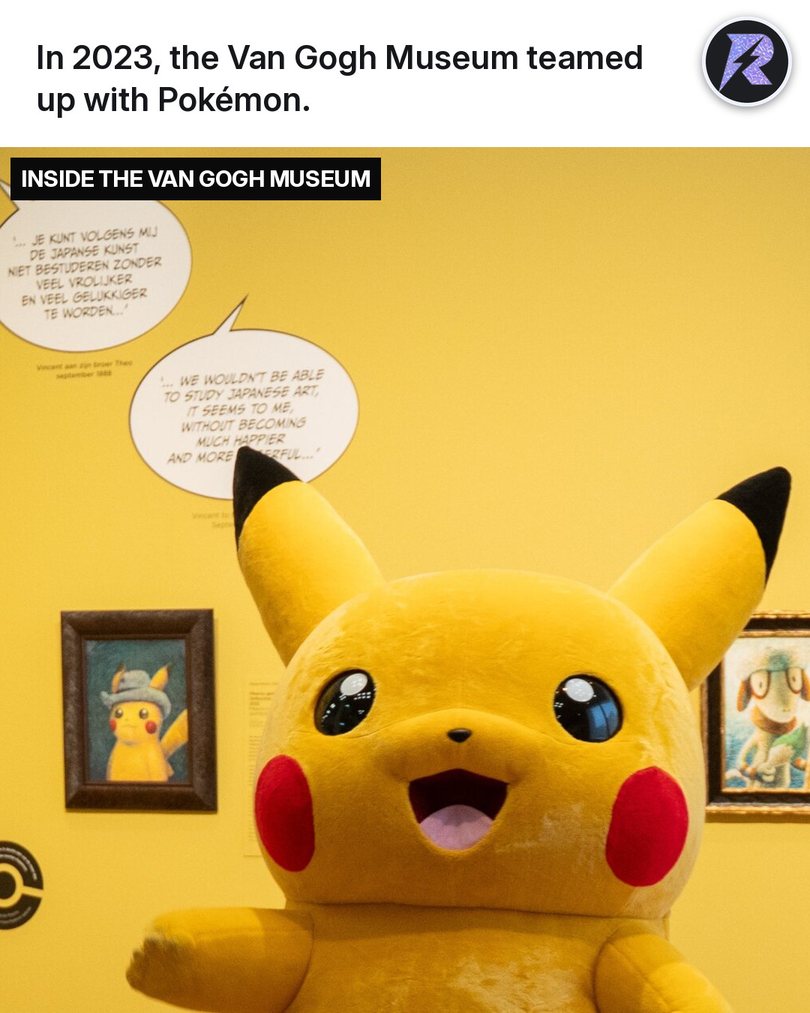 In 2023, the Van Gogh Museum teamed
up with Pokémon.
INSIDE THE VAN GOGH MUSEUM
'... JE KUNT VOLGENS MIJ
DE JAPANSE KUNST
NIET BESTUDEREN ZONDER
VEEL VROLIJKER
EN VEEL GELUKKIGER
TE WORDEN...'
Vincent aan zijn broer Theo
september 1888
'... WE WOULDN'T BE ABLE
TO STUDY JAPANESE ART,
IT SEEMS TO ME,
WITHOUT BECOMING
MUCH HAPPIER
AND MORE
Vincent to